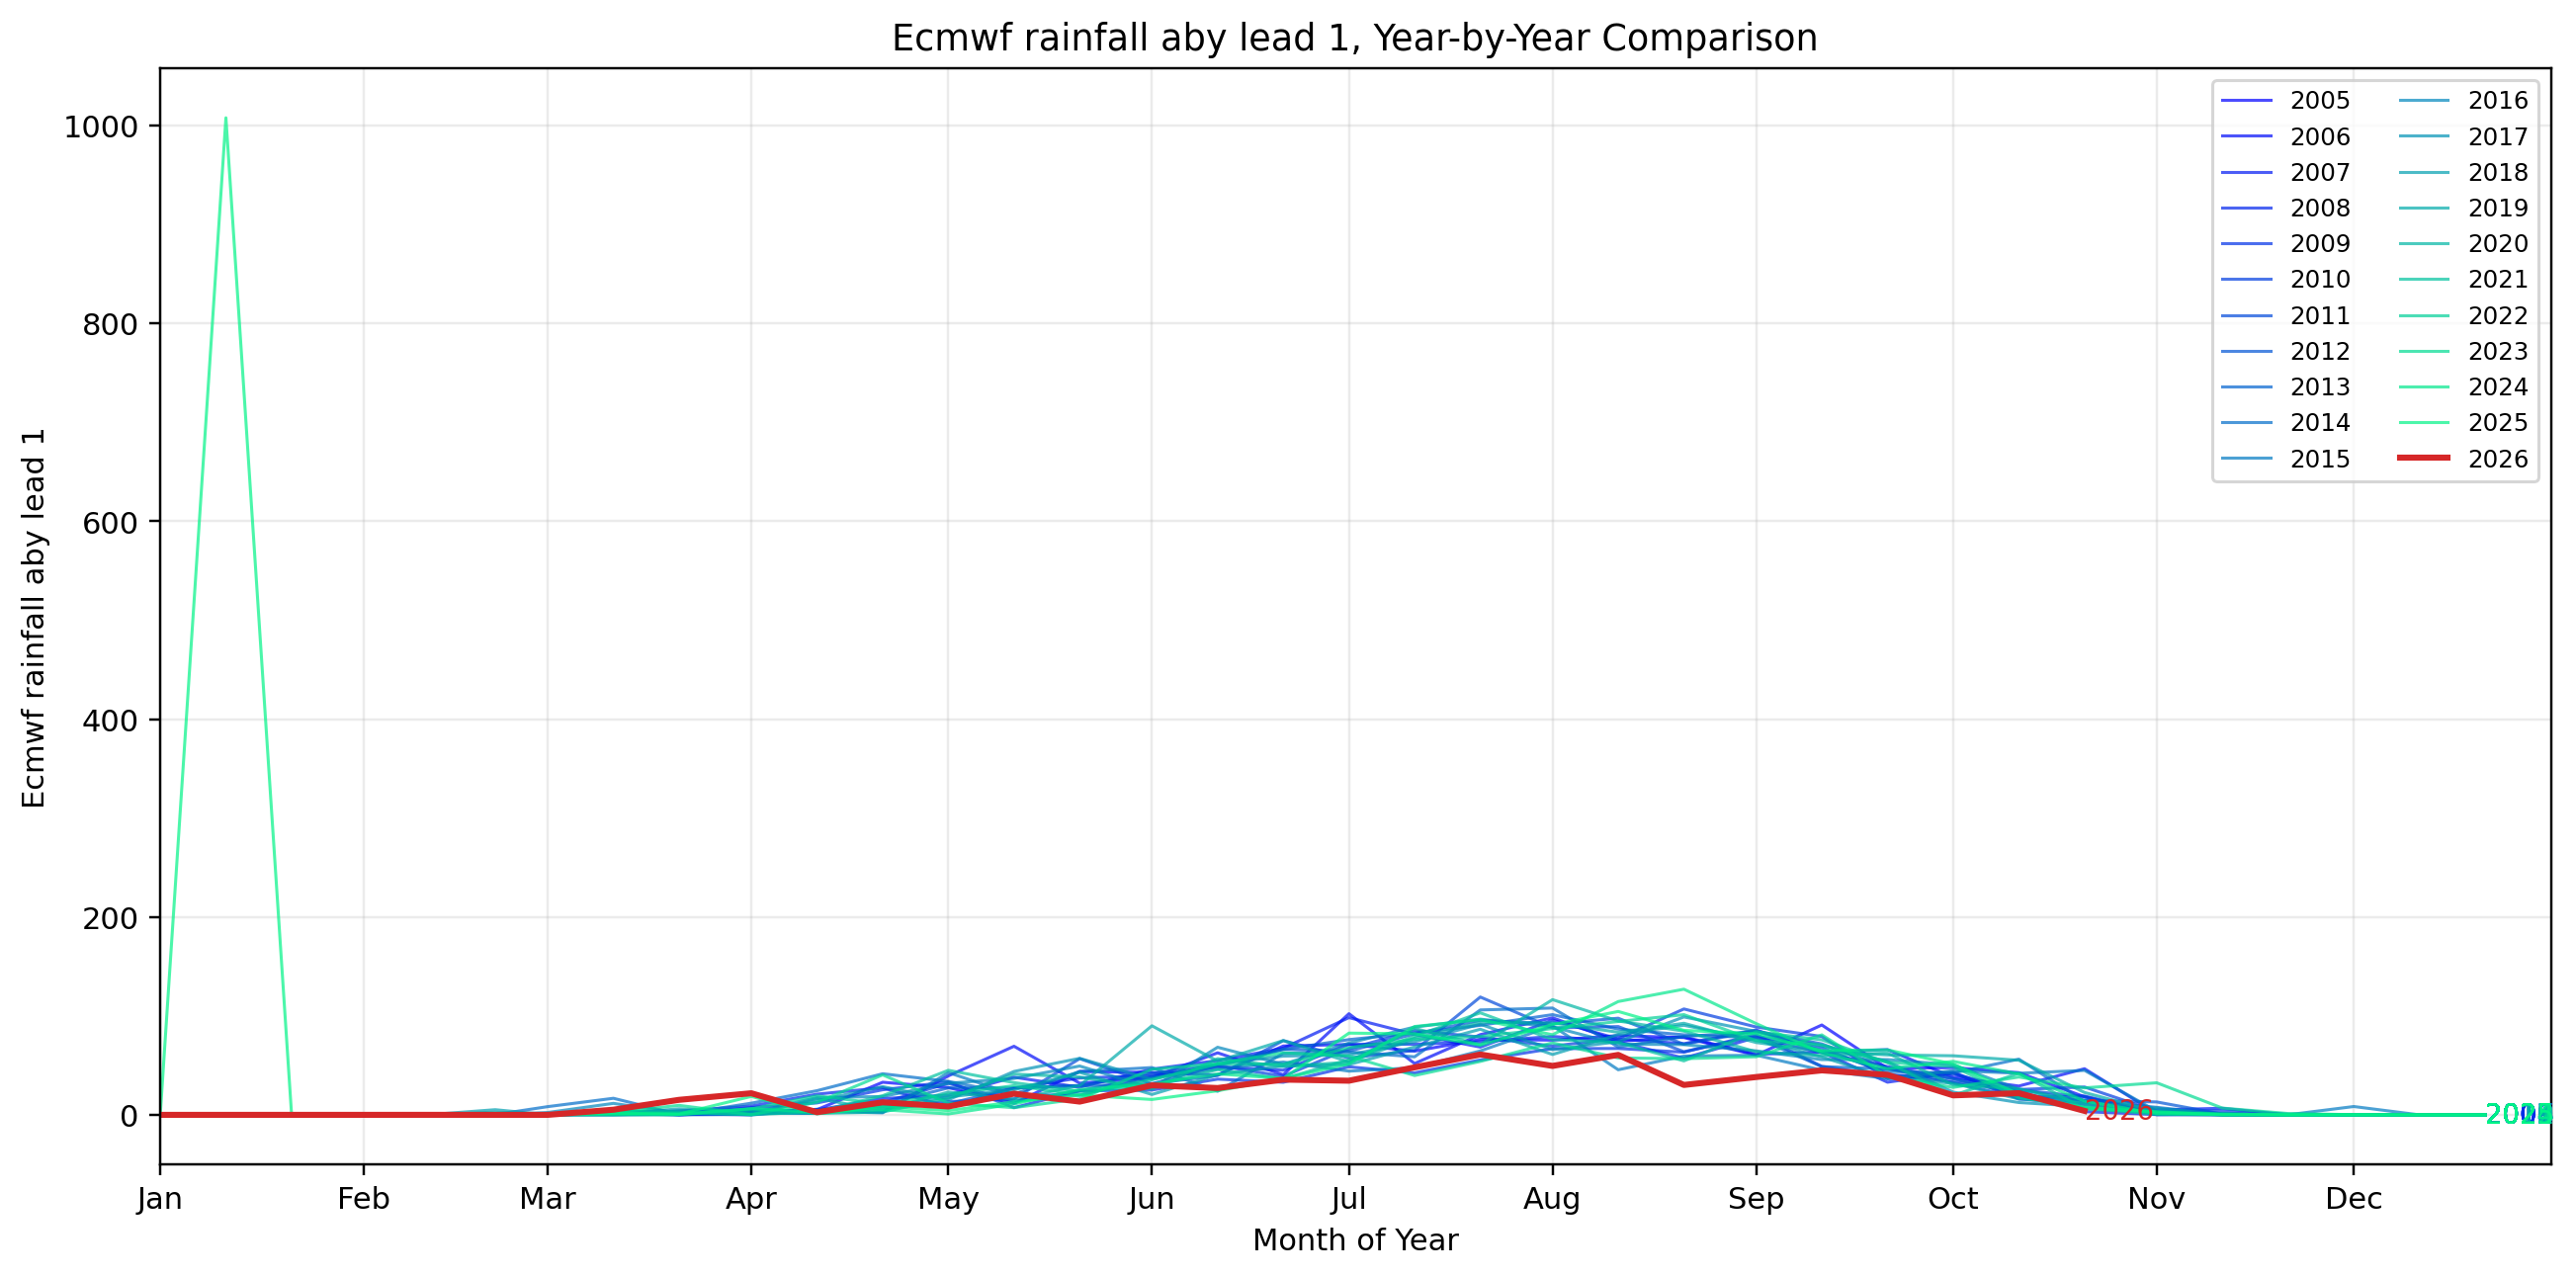 Ecmwf rainfall aby lead 1, Year-by-Year Comparison
Ecmwf rainfall aby lead 1
1000
800
600
400
200
0
2005
2006
2007
2008
2009
2010
2011
2012
2013
2014
2015
2016
2017
2018
2019
2020
2021
2022
2023
2024
2025
2026
2026
Jan
Feb
Mar
Apr
May
Jun
Jul
Aug
Sep
Oct
Nov
Dec
Month of Year